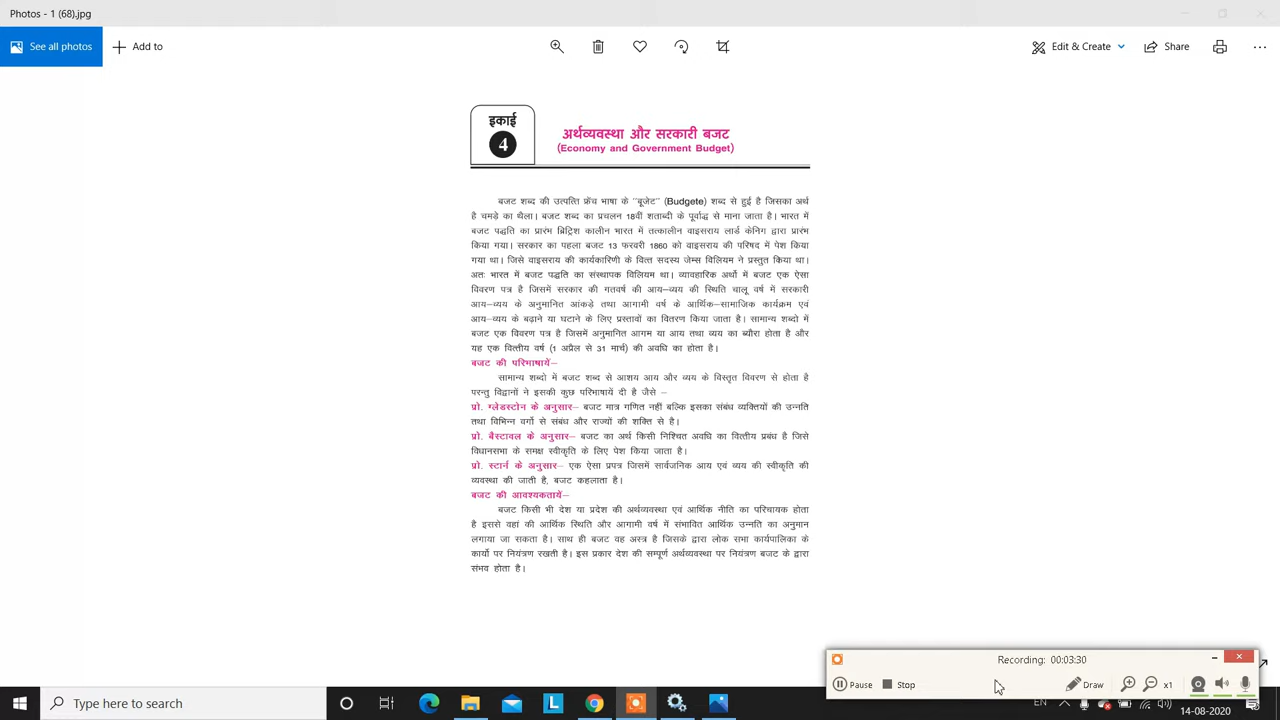 Photos - 1 (68).jpg
See all photos
Add to
Edit & Create
Share
इकाई
4
अर्थव्यवस्था और सरकारी बजट
(Economy and Government Budget)
बजट शब्द की उत्पत्ति फ्रेंच भाषा के "बूजेट" (Budgete) शब्द से हुई है जिसका अर्थ
है चमड़े का थैला। बजट शब्द का प्रचलन 18वी शताब्दी के पूर्वाद्ध से माना जाता है। भारत में
बजट पद्धति का प्रारंभ ब्रिट्रिश कालीन भारत में तत्कालीन वाइसराय लार्ड केनिग द्वारा प्रारंभ
किया गया। सरकार का पहला बजट 13 फरवरी 1860 को वाइसराय की परिषद में पेश किया
गया था। जिसे वाइसराय की कार्यकारिणी के वित्त सदस्य जेम्स विलियम ने प्रस्तुत किया था।
अतः भारत में बजट पद्धति का संस्थापक विलियम था। व्यावहारिक अर्थो में बजट एक ऐसा
विवरण पत्र है जिसमें सरकार की गतवर्ष की आय–व्यय की स्थिति चालू वर्ष में सरकारी
आय–व्यय के अनुमानित आंकड़े तथा आगामी वर्ष के आर्थिक–सामाजिक कार्यक्रम एवं
आय–व्यय के बढ़ाने या घटाने के लिए प्रस्तावों का वितरण किया जाता है। सामान्य शब्दो में
बजट एक विवरण पत्र है जिसमें अनुमानित आगम या आय तथा व्यय का ब्यौरा होता है और
यह एक वित्तीय वर्ष (1 अप्रैल से 31 मार्च) की अवधि का होता है।
बजट की परिभाषायें–
सामान्य शब्दो में बजट शब्द से आशय आय और व्यय के विस्तृत विवरण से होता है
परन्तु विद्वानों ने इसकी कुछ परिभाषायें दी है जैसे –
प्रो. ग्लेडस्टोन के अनुसार– बजट मात्र गणित नहीं बल्कि इसका संबंध व्यक्तियों की उन्नति
तथा विभिन्न वर्गो से संबंध और राज्यों की शक्ति से है।
प्रो. बैस्टावल के अनुसार– बजट का अर्थ किसी निश्चित अवधि का वित्तीय प्रबंध है जिसे
विधानसभा के समक्ष स्वीकृति के लिए पेश किया जाता है।
प्रो. स्टार्न के अनुसार– एक ऐसा प्रपत्र जिसमें सार्वजनिक आय एवं व्यय की स्वीकृति की
व्यवस्था की जाती है, बजट कहलाता है।
बजट की आवश्यकतायें–
बजट किसी भी देश या प्रदेश की अर्थव्यवस्था एवं आर्थिक नीति का परिचायक होता
है इससे वहां की आर्थिक स्थिति और आगामी वर्ष में संभावित आर्थिक उन्नति का अनुमान
लगाया जा सकता है। साथ ही बजट वह अस्त्र है जिसके द्वारा लोक सभा कार्यपालिका के
कार्यो पर नियंत्रण रखती है। इस प्रकार देश की सम्पूर्ण अर्थव्यवस्था पर नियंत्रण बजट के द्वारा
संभव होता है।
Recording: 00:03:30
Pause
Stop
Draw
x1
Type here to search
EN
14-08-2020